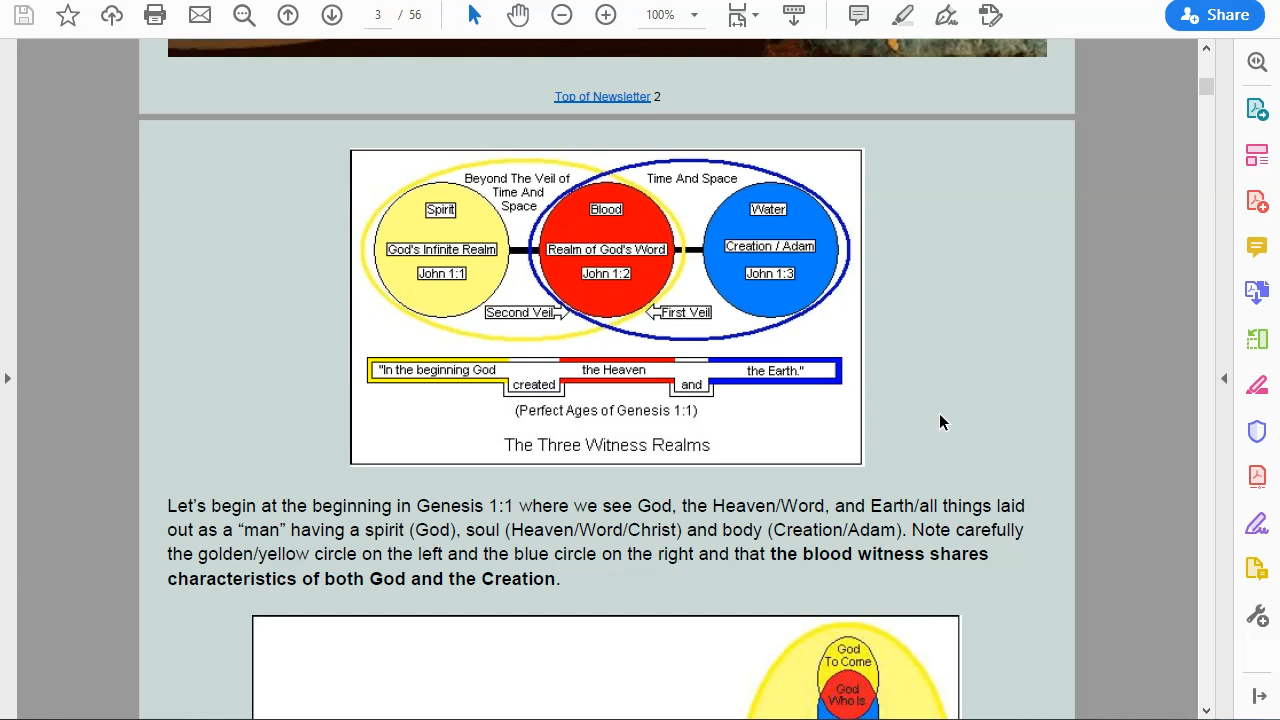 3 / 56
100%
Share
Top of Newsletter 2
Beyond The Veil of
Time And
Space
Time And Space
Spirit
Blood
Water
God's Infinite Realm
Realm of God's Word
Creation / Adam
John 1:1
John 1:2
John 1:3
Second Veil
First Veil
"In the beginning God
created
the Heaven
and
the Earth."
(Perfect Ages of Genesis 1:1)
The Three Witness Realms
Let's begin at the beginning in Genesis 1:1 where we see God, the Heaven/Word, and Earth/all things laid
out as a “man” having a spirit (God), soul (Heaven/Word/Christ) and body (Creation/Adam). Note carefully
the golden/yellow circle on the left and the blue circle on the right and that the blood witness shares
characteristics of both God and the Creation.
God
To Come
God
Who Is